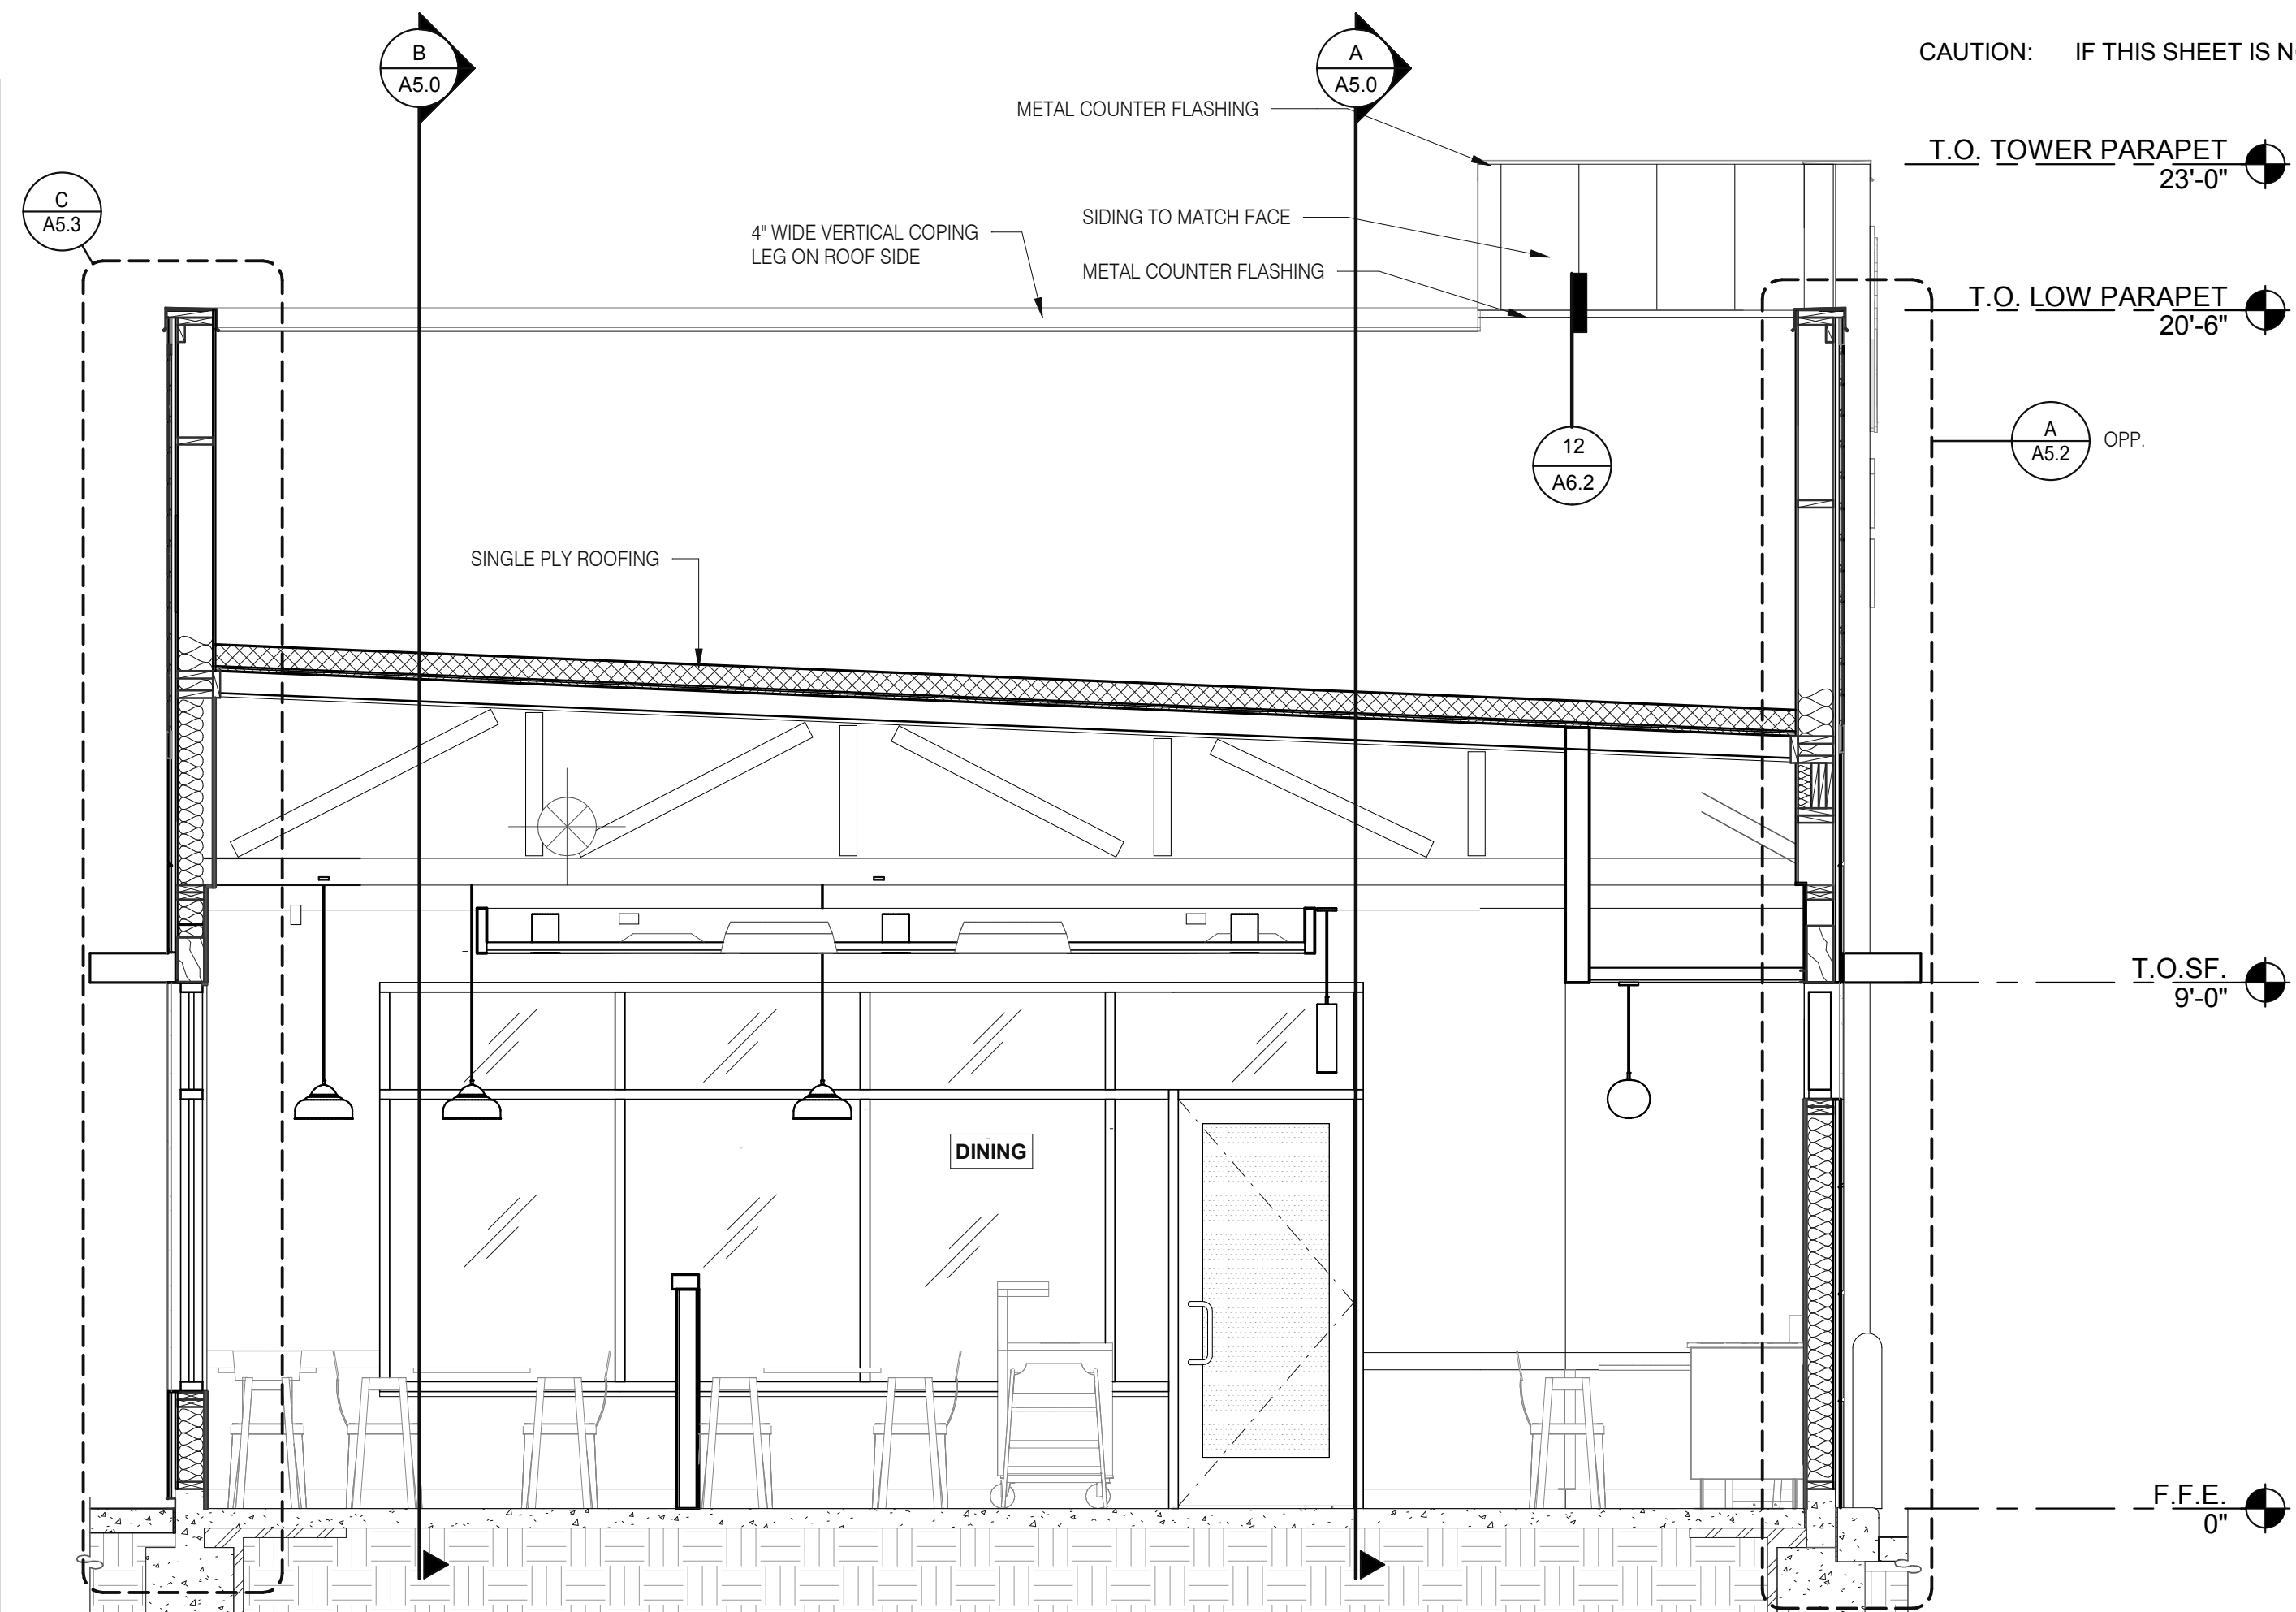 B
A5.0
A
A5.0
CAUTION: IF THIS SHEET IS N
METAL COUNTER FLASHING
T.O. TOWER PARAPET
23'-0"
C
A5.3
4" WIDE VERTICAL COPING
LEG ON ROOF SIDE
SIDING TO MATCH FACE
METAL COUNTER FLASHING
T.O. LOW PARAPET
20'-6"
12
A6.2
A
A5.2
OPP.
SINGLE PLY ROOFING
T.O.SF.
9'-0"
DINING
F.F.E.
0"